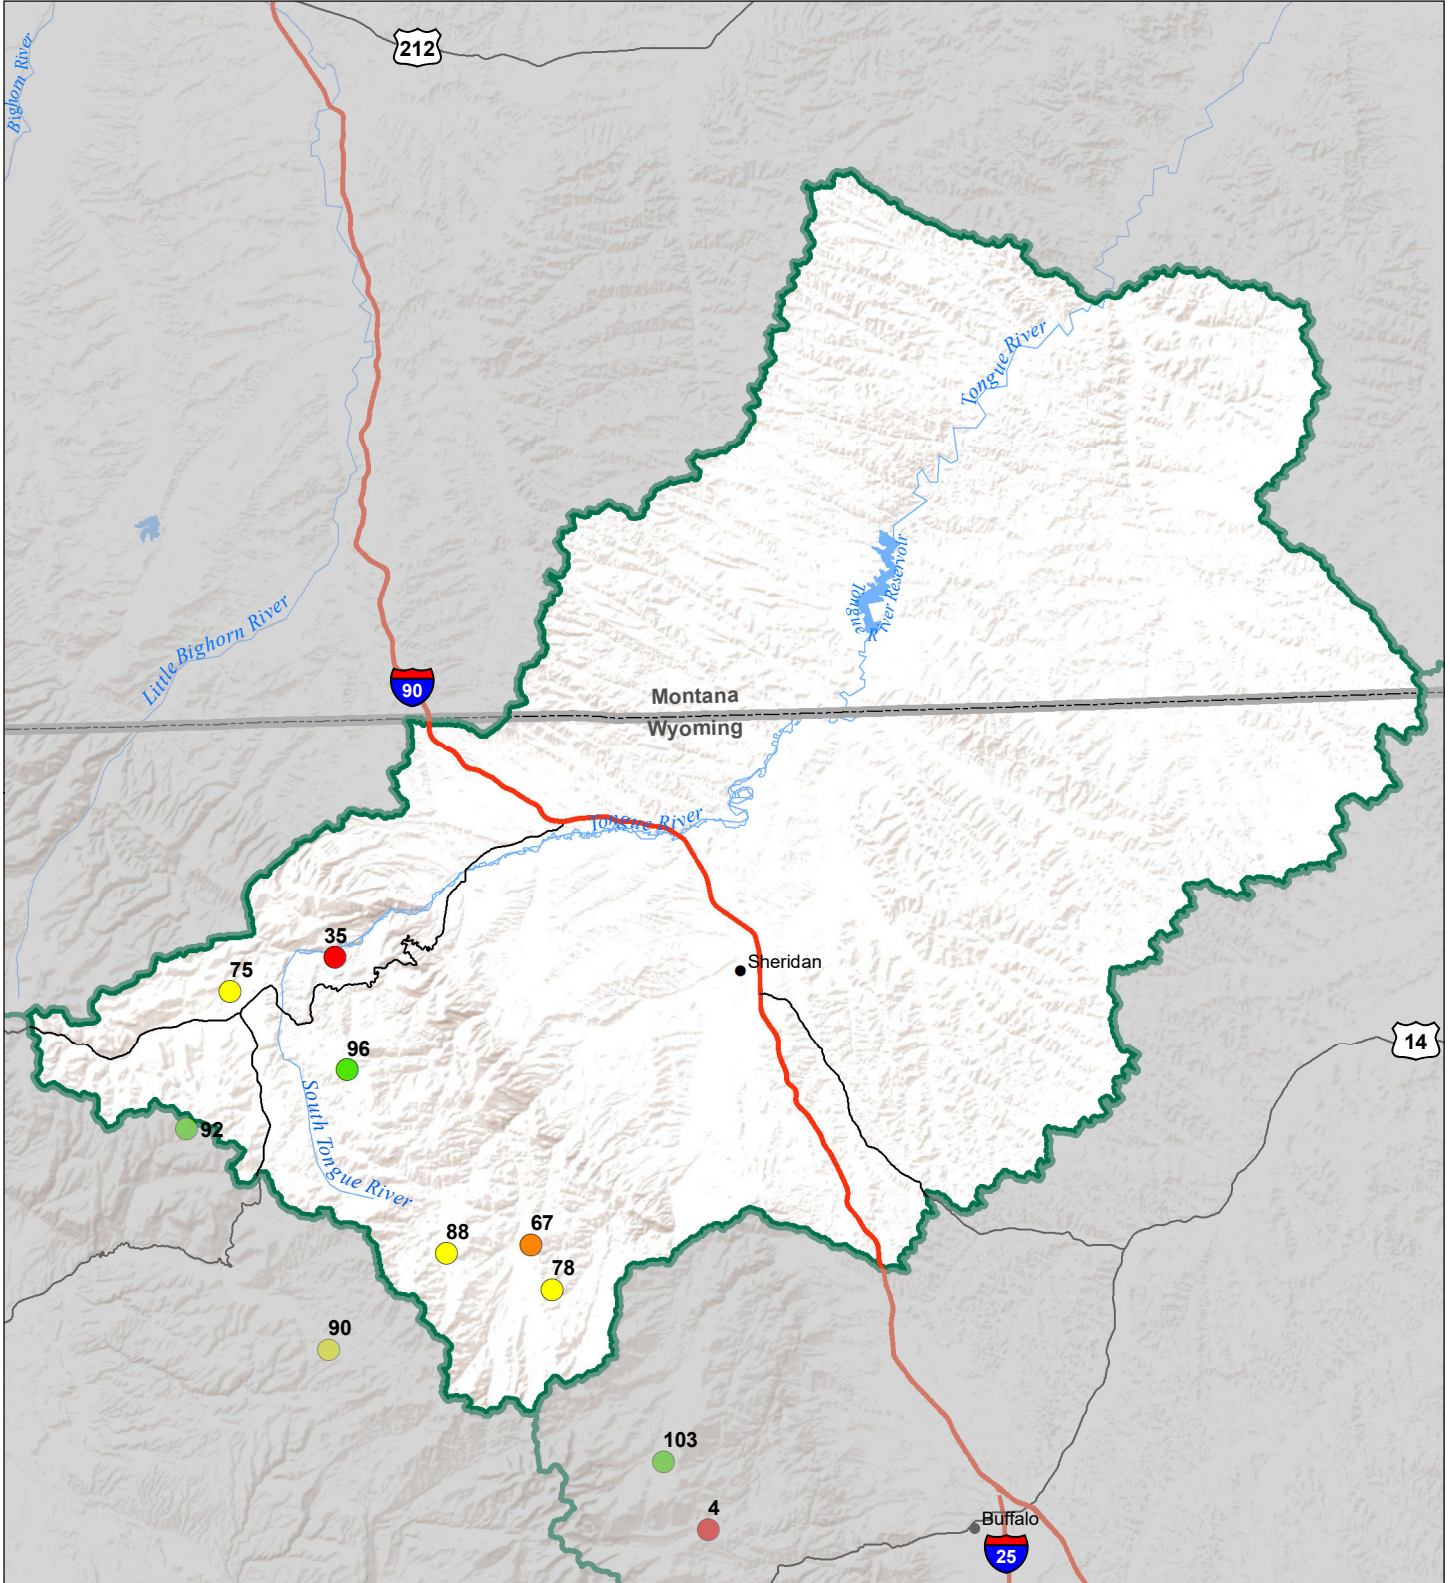 212
Bighorn River
Tongue River
Tongue
River Reservoir
Little Bighorn River
90
Montana
Wyoming
Tongue River
35
Sheridan
75
14
96
92
South Tongue River
67
88
78
90
103
4
Buffalo
25